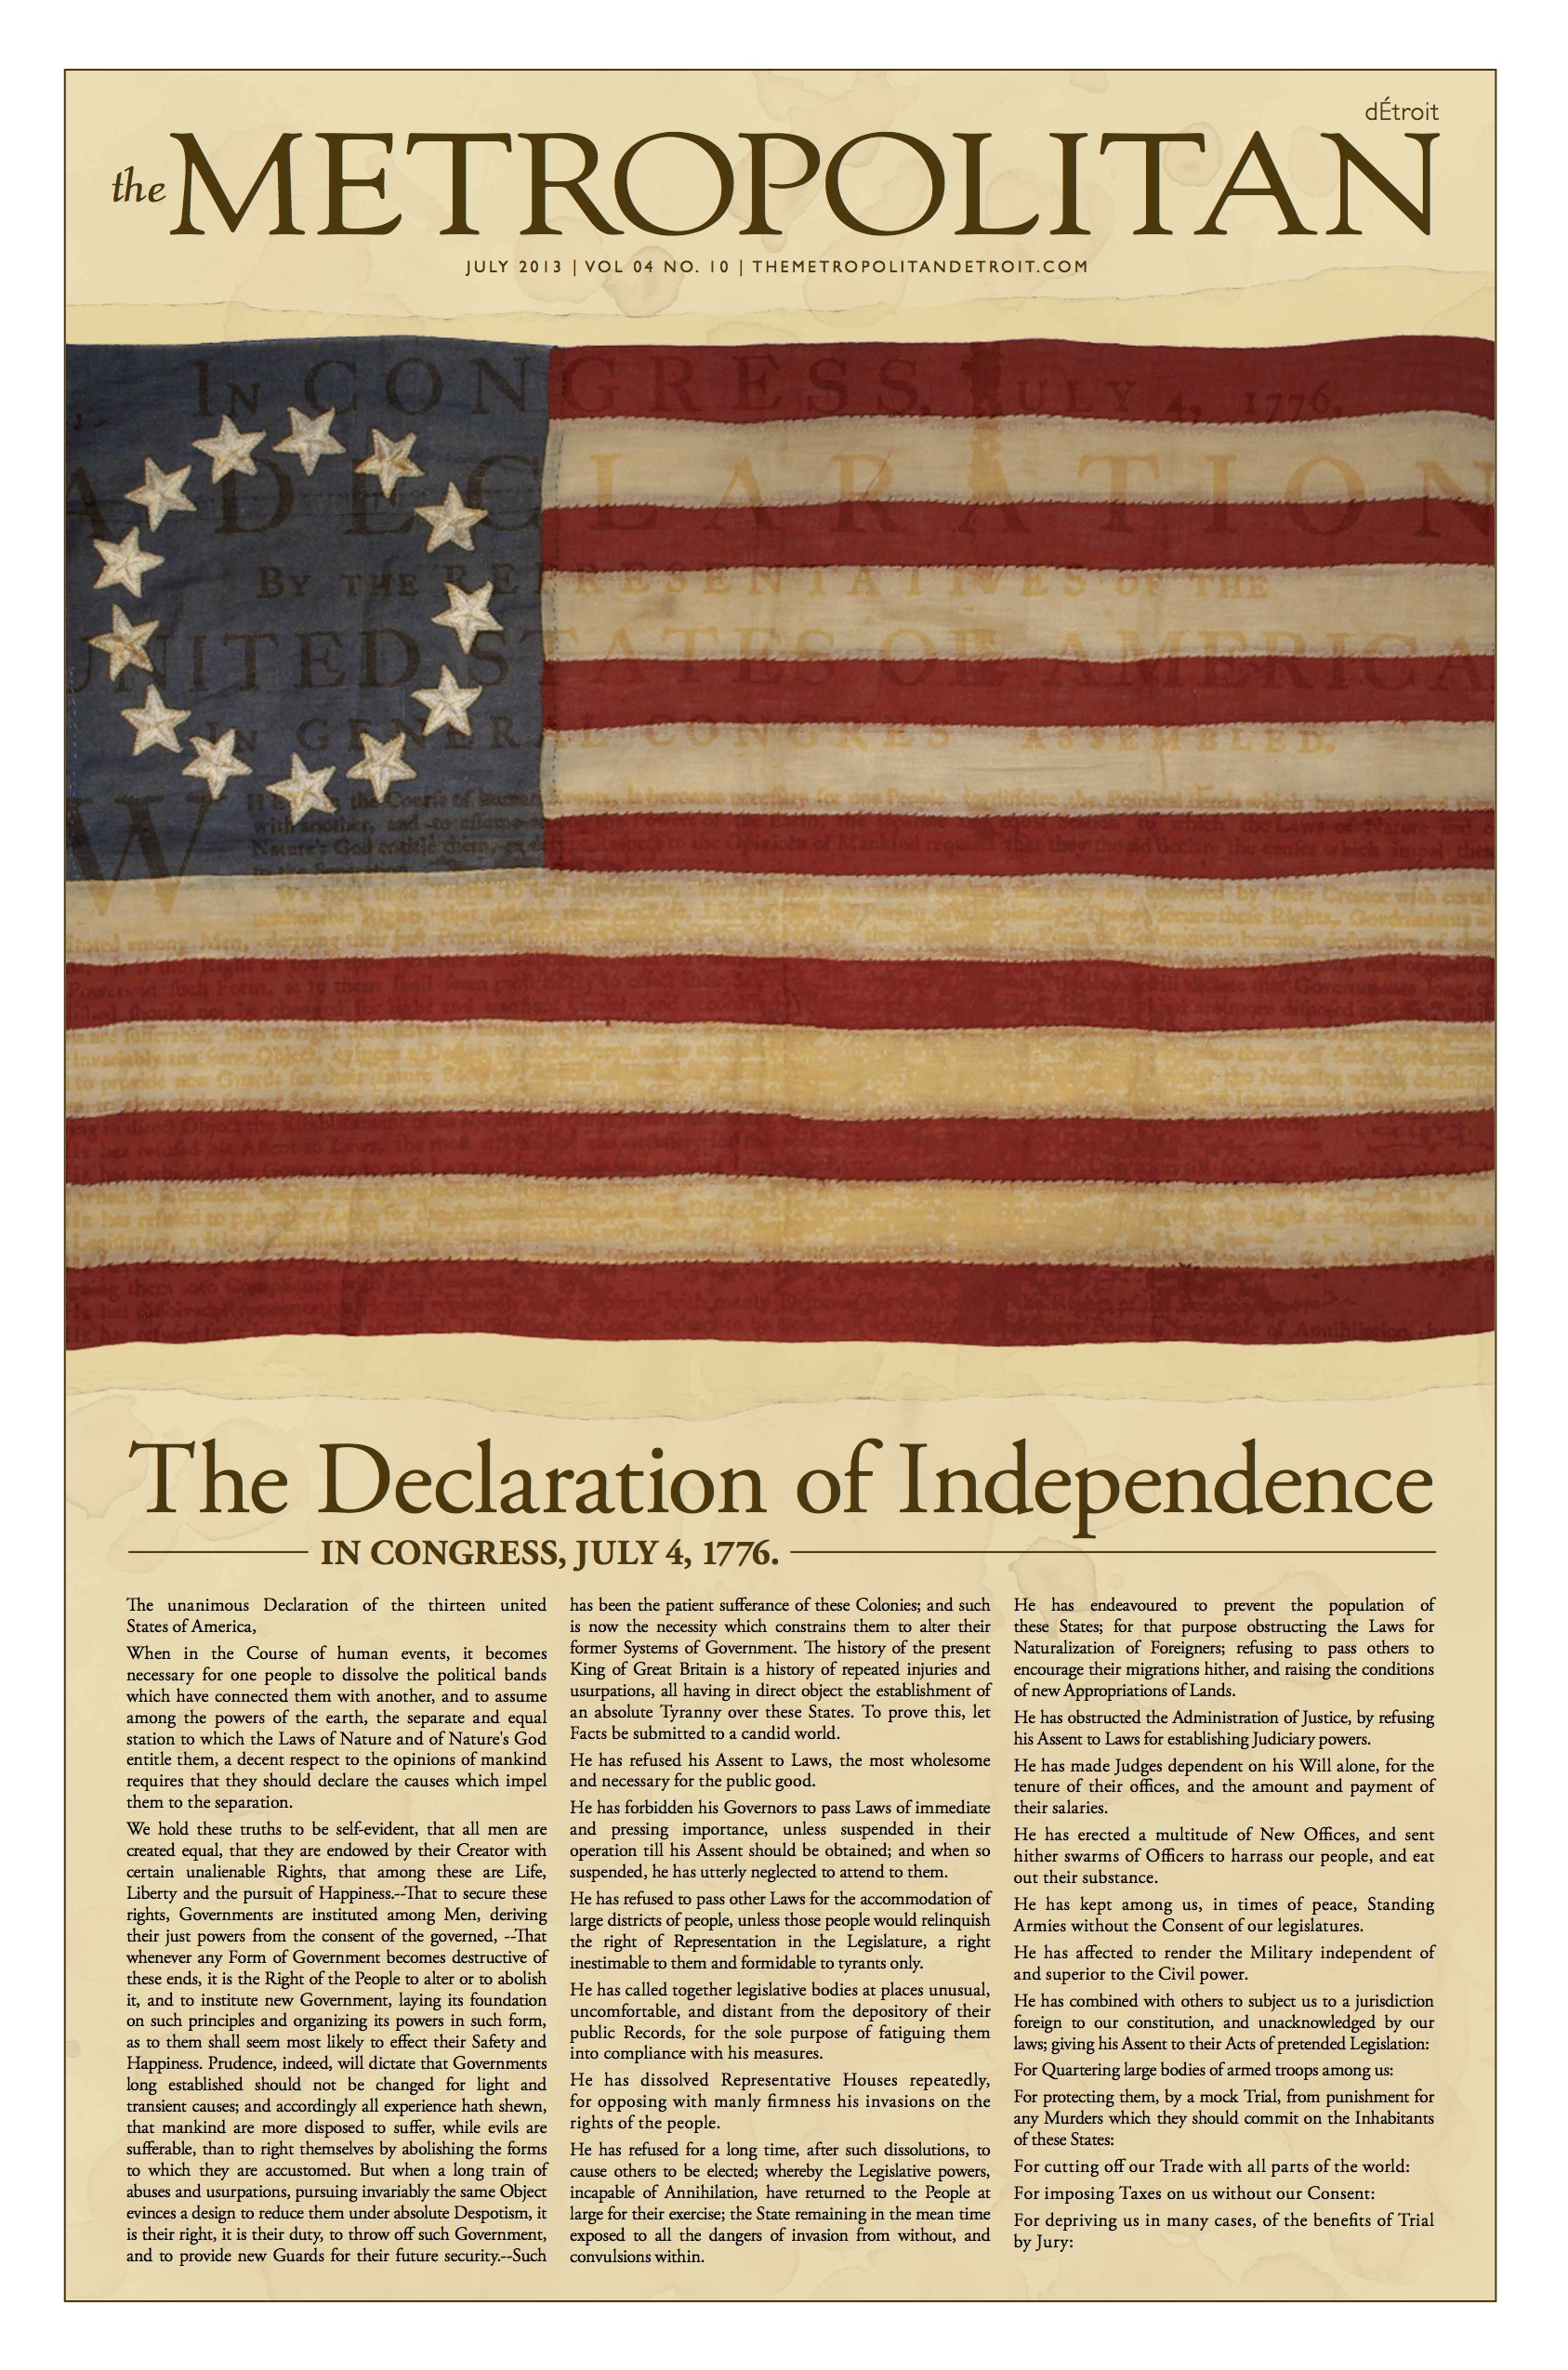 dÉtroit
the METROPOLITAN
JULY 2013 | VOL 04 NO. 10 | THEMETROPOLITANDETROIT.COM
IN CONGRESS, JULY 4, 1776.
A DECLARATION
BY THE REPRESENTATIVES OF THE
UNITED STATES OF AMERICA
IN GENERAL CONGRES ASSEMBLED.
The Declaration of Independence
IN CONGRESS, JULY 4, 1776.
The unanimous Declaration of the thirteen united
States of America,
When in the Course of human events, it becomes
necessary for one people to dissolve the political bands
which have connected them with another, and to assume
among the powers of the earth, the separate and equal
station to which the Laws of Nature and of Nature's God
entitle them, a decent respect to the opinions of mankind
requires that they should declare the causes which impel
them to the separation.
We hold these truths to be self-evident, that all men are
created equal, that they are endowed by their Creator with
certain unalienable Rights, that among these are Life,
Liberty and the pursuit of Happiness.--That to secure these
rights, Governments are instituted among Men, deriving
their just powers from the consent of the governed, --That
whenever any Form of Government becomes destructive of
these ends, it is the Right of the People to alter or to abolish
it, and to institute new Government, laying its foundation
on such principles and organizing its powers in such form,
as to them shall seem most likely to effect their Safety and
Happiness. Prudence, indeed, will dictate that Governments
long established should not be changed for light and
transient causes; and accordingly all experience hath shewn,
that mankind are more disposed to suffer, while evils are
sufferable, than to right themselves by abolishing the forms
to which they are accustomed. But when a long train of
abuses and usurpations, pursuing invariably the same Object
evinces a design to reduce them under absolute Despotism, it
is their right, it is their duty, to throw off such Government,
and to provide new Guards for their future security.--Such
has been the patient sufferance of these Colonies; and such
is now the necessity which constrains them to alter their
former Systems of Government. The history of the present
King of Great Britain is a history of repeated injuries and
usurpations, all having in direct object the establishment of
an absolute Tyranny over these States. To prove this, let
Facts be submitted to a candid world.
He has refused his Assent to Laws, the most wholesome
and necessary for the public good.
He has forbidden his Governors to pass Laws of immediate
and pressing importance, unless suspended in their
operation till his Assent should be obtained; and when so
suspended, he has utterly neglected to attend to them.
He has refused to pass other Laws for the accommodation of
large districts of people, unless those people would relinquish
the right of Representation in the Legislature, a right
inestimable to them and formidable to tyrants only.
He has called together legislative bodies at places unusual,
uncomfortable, and distant from the depository of their
public Records, for the sole purpose of fatiguing them
into compliance with his measures.
He has dissolved Representative Houses repeatedly,
for opposing with manly firmness his invasions on the
rights of the people.
He has refused for a long time, after such dissolutions, to
cause others to be elected; whereby the Legislative powers,
incapable of Annihilation, have returned to the People at
large for their exercise; the State remaining in the mean time
exposed to all the dangers of invasion from without, and
convulsions within.
He has endeavoured to prevent the population of
these States; for that purpose obstructing the Laws for
Naturalization of Foreigners; refusing to pass others to
encourage their migrations hither, and raising the conditions
of new Appropriations of Lands.
He has obstructed the Administration of Justice, by refusing
his Assent to Laws for establishing Judiciary powers.
He has made Judges dependent on his Will alone, for the
tenure of their offices, and the amount and payment of
their salaries.
He has erected a multitude of New Offices, and sent
hither swarms of Officers to harrass our people, and eat
out their substance.
He has kept among us, in times of peace, Standing
Armies without the Consent of our legislatures.
He has affected to render the Military independent of
and superior to the Civil power.
He has combined with others to subject us to a jurisdiction
foreign to our constitution, and unacknowledged by our
laws; giving his Assent to their Acts of pretended Legislation:
For Quartering large bodies of armed troops among us:
For protecting them, by a mock Trial, from punishment for
any Murders which they should commit on the Inhabitants
of these States:
For cutting off our Trade with all parts of the world:
For imposing Taxes on us without our Consent:
For depriving us in many cases, of the benefits of Trial
by Jury: